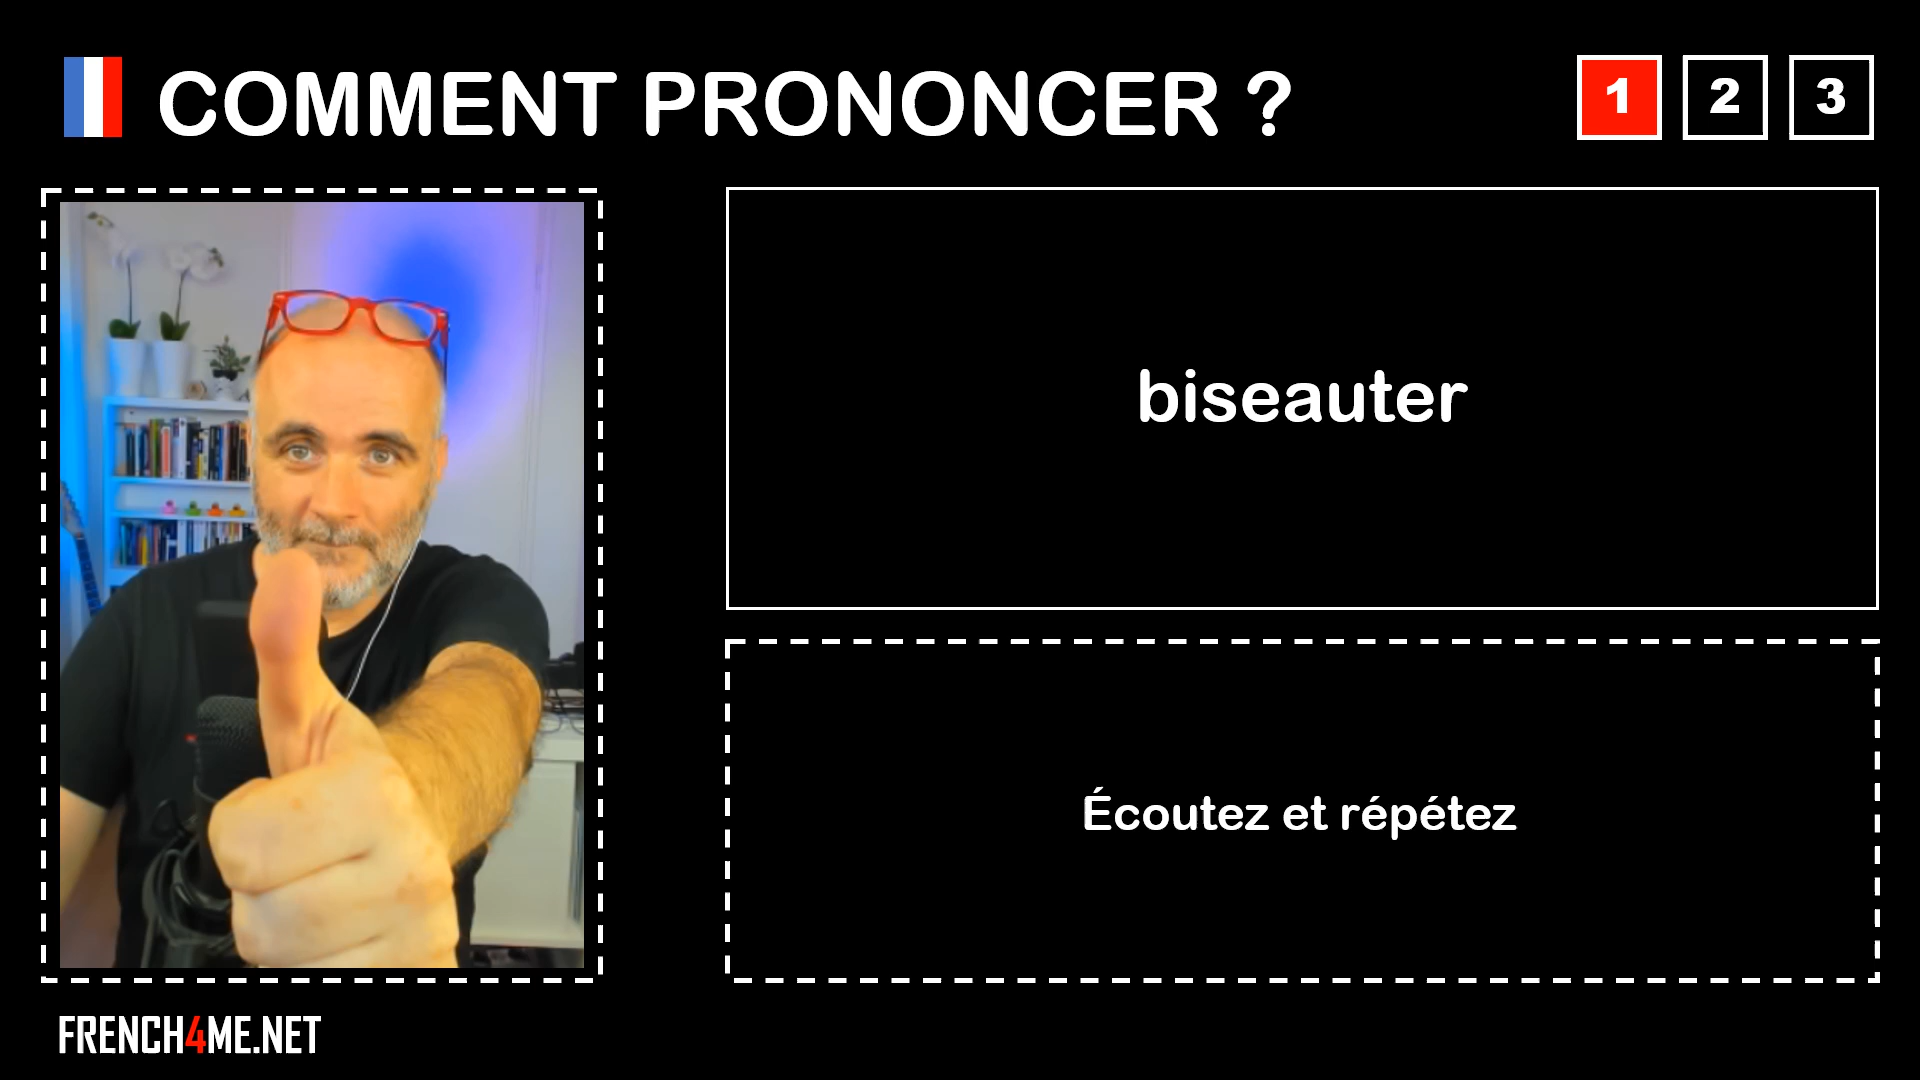 COMMENT PRONONCER ?
1 2 3
biseauter
Écoutez et répétez
FRENCH4ME.NET